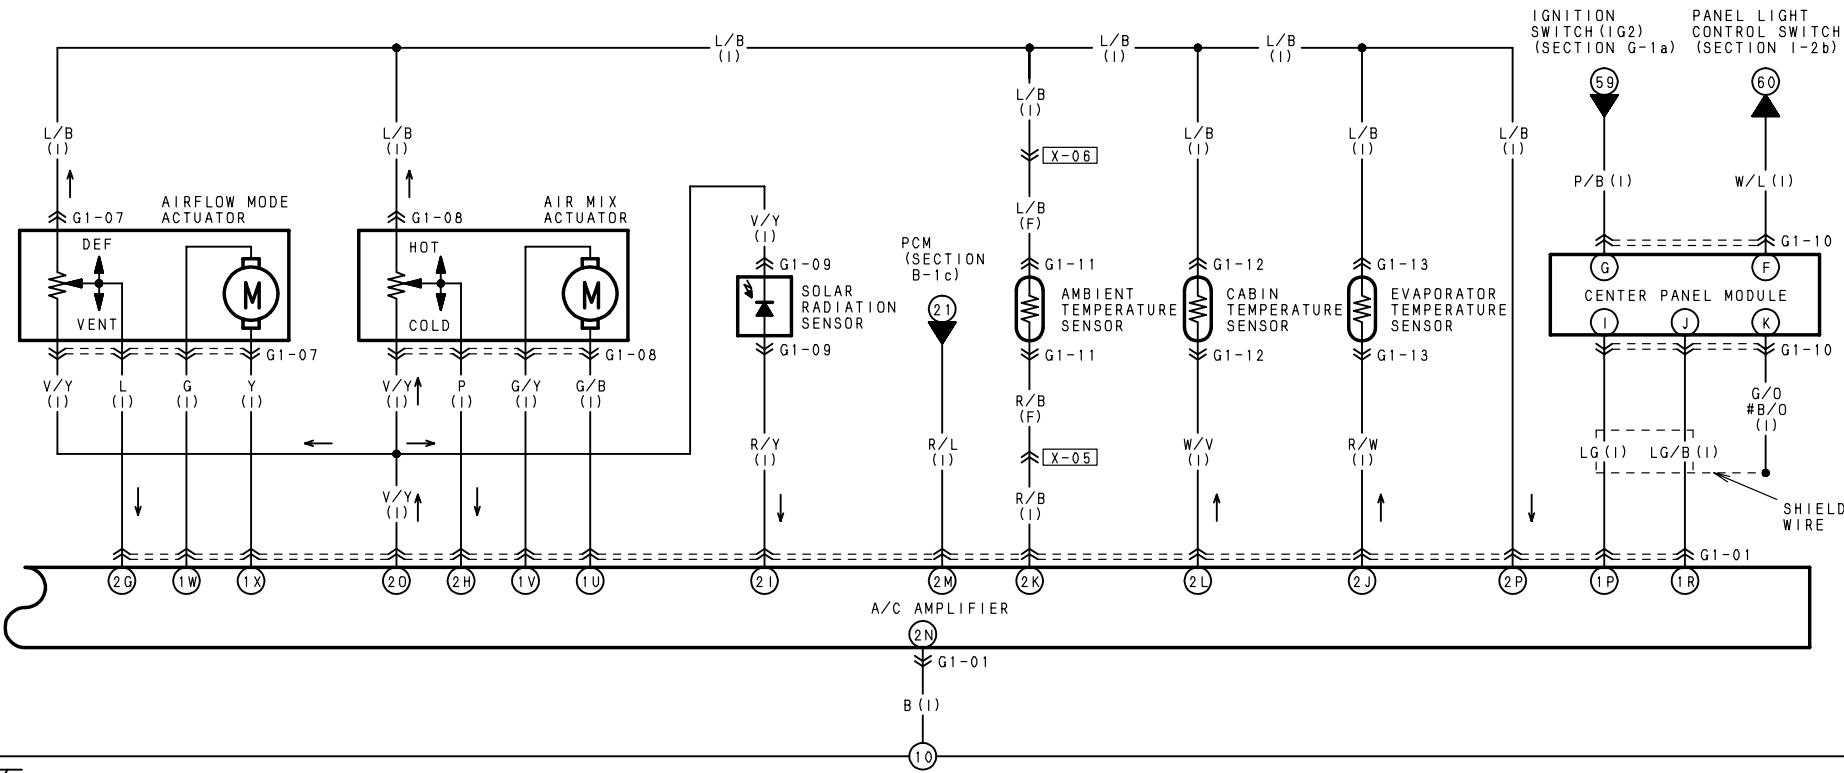 IGNITION
SWITCH(IG2)
(SECTION G-1a)
PANEL LIGHT
CONTROL SWITCH
(SECTION I-2b)
L/B
(I)
L/B
(I)
L/B
(I)
59
60
L/B
(I)
L/B
(I)
L/B
(I)
L/B
(I)
L/B
(I)
L/B
(I)
X-06
P/B(I)
W/L(I)
AIRFLOW MODE
ACTUATOR
G1-07
AIR MIX
ACTUATOR
G1-08
V/Y
(I)
L/B
(F)
PCM
(SECTION
B-1c)
G1-10
DEF
VENT
M
HOT
COLD
M
G1-09
SOLAR
RADIATION
SENSOR
G1-09
21
G1-11
AMBIENT
TEMPERATURE
SENSOR
G1-11
G1-12
CABIN
TEMPERATURE
SENSOR
G1-12
G1-13
EVAPORATOR
TEMPERATURE
SENSOR
G1-13
G
F
CENTER PANEL MODULE
I
J
K
G1-10
G1-07
G1-08
V/Y
(I)
L
(I)
G
(I)
Y
(I)
V/Y
(I)
P
(I)
G/Y
(I)
G/B
(I)
R/B
(F)
G/O
#B/O
(I)
R/Y
(I)
R/L
(I)
X-05
W/V
(I)
R/W
(I)
LG(I)
LG/B(I)
V/Y
(I)
R/B
(I)
SHIELD
WIRE
G1-01
2G
1W
1X
2O
2H
1V
1U
2I
2M
2K
2L
2J
2P
1P
1R
A/C AMPLIFIER
2N
G1-01
B(I)
10